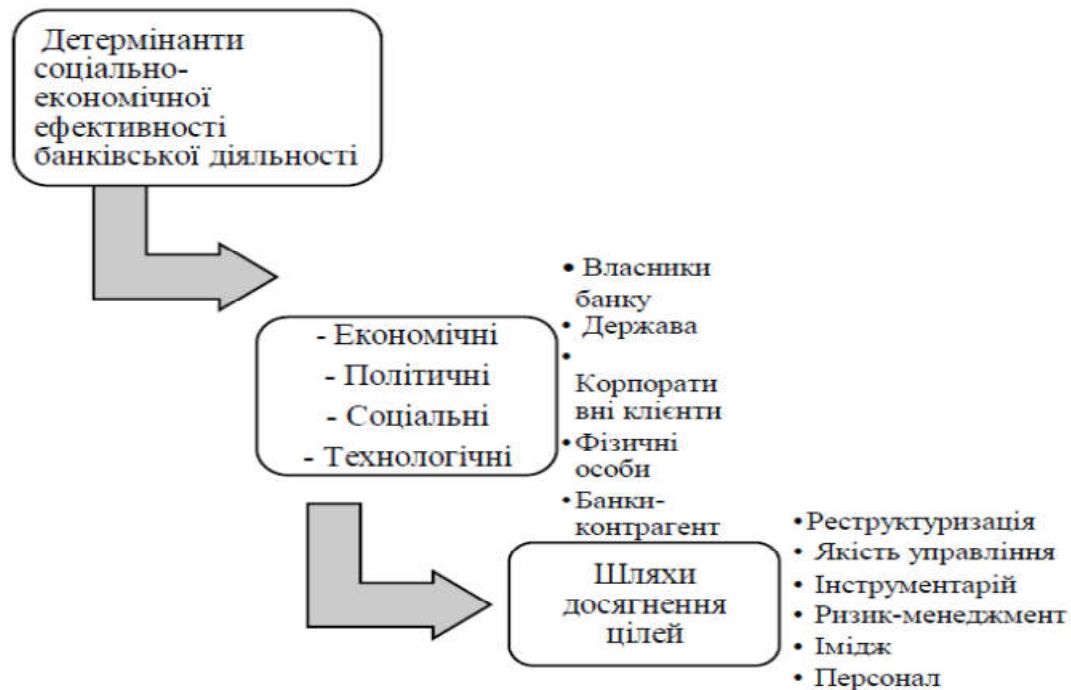 Детермінанти
соціально-
економічної
ефективності
банківської діяльності
- Економічні
- Політичні
- Соціальні
- Технологічні
• Власники
банку
• Держава
•
Корпорати
вні клієнти
•Фізичні
особи
•Банки-
контрагент
Шляхи
досягнення
цілей
•Реструктуризація
• Якість управління
• Інструментарій
• Ризик-менеджмент
• Імідж
• Персонал